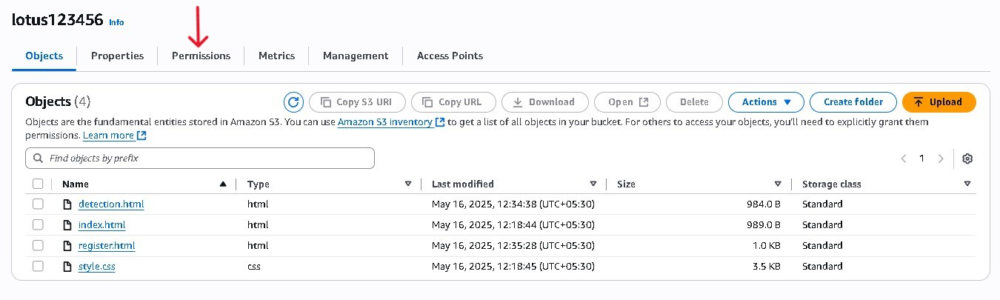 lotus123456 Info
Objects Properties Permissions Metrics Management Access Points
Objects (4) Copy S3 URI Copy URL Download Open Delete Actions Create folder Upload
Objects are the fundamental entities stored in Amazon S3. You can use Amazon S3 inventory to get a list of all objects in your bucket. For others to access your objects, you'll need to explicitly grant them
permissions. Learn more
Find objects by prefix 1
Name Type Last modified Size Storage class
detection.html html May 16, 2025, 12:34:38 (UTC+05:30) 984.0 B Standard
index.html html May 16, 2025, 12:18:44 (UTC+05:30) 989.0 B Standard
register.html html May 16, 2025, 12:35:28 (UTC+05:30) 1.0 KB Standard
style.css css May 16, 2025, 12:18:45 (UTC+05:30) 3.5 KB Standard